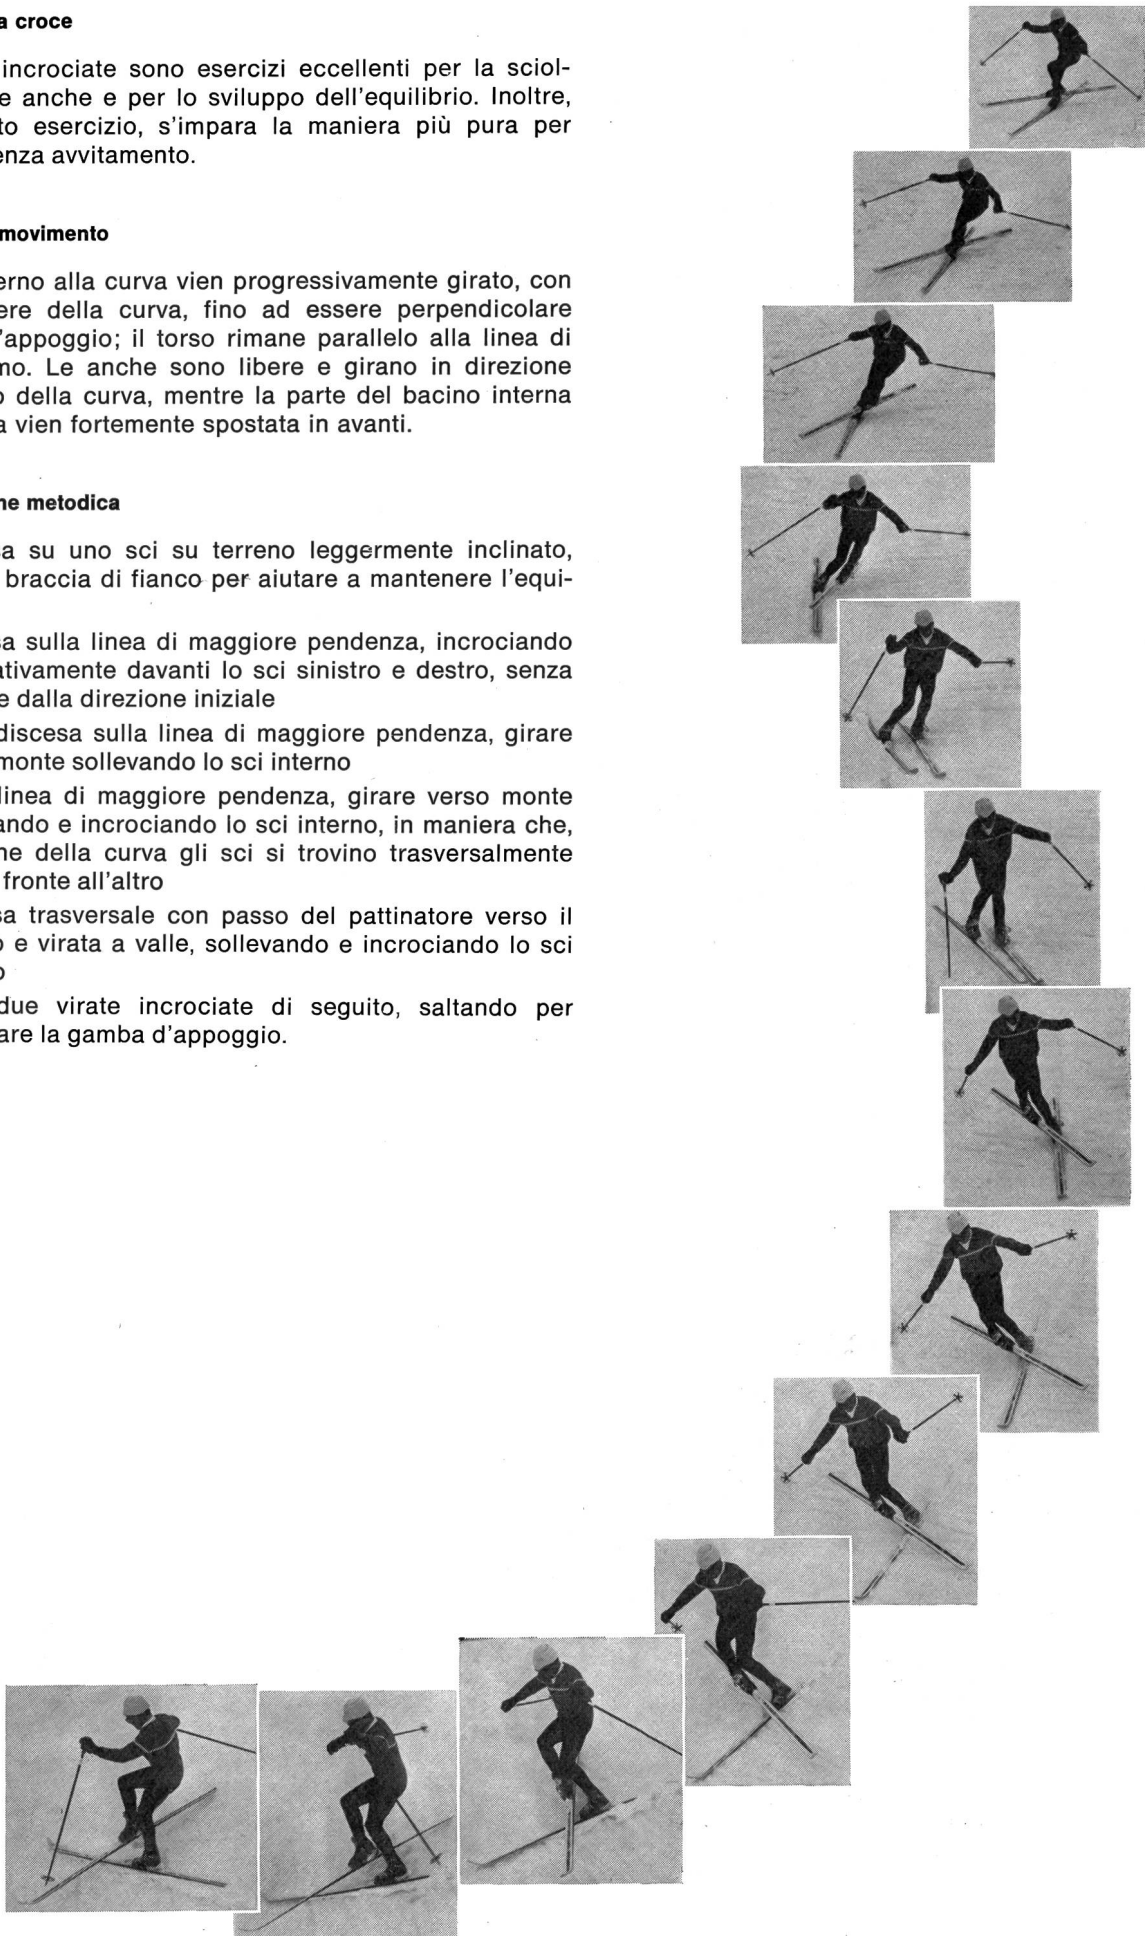 a croce
incrociate sono esercizi eccellenti per la sciol-
e anche e per lo sviluppo dell'equilibrio. Inoltre,
to esercizio, s'impara la maniera più pura per
enza avvitamento.
movimento
erno alla curva vien progressivamente girato, con
ere della curva, fino ad essere perpendicolare
l'appoggio; il torso rimane parallelo alla linea di
mo. Le anche sono libere e girano in direzione
o della curva, mentre la parte del bacino interna
a vien fortemente spostata in avanti.
ne metodica
sa su uno sci su terreno leggermente inclinato,
braccia di fianco per aiutare a mantenere l'equi-
sa sulla linea di maggiore pendenza, incrociando
ativamente davanti lo sci sinistro e destro, senza
e dalla direzione iniziale
discesa sulla linea di maggiore pendenza, girare
monte sollevando lo sci interno
linea di maggiore pendenza, girare verso monte
ando e incrociando lo sci interno, in maniera che,
ne della curva gli sci si trovino trasversalmente
fronte all'altro
sa trasversale con passo del pattinatore verso il
o e virata a valle, sollevando e incrociando lo sci
o
due virate incrociate di seguito, saltando per
are la gamba d'appoggio.